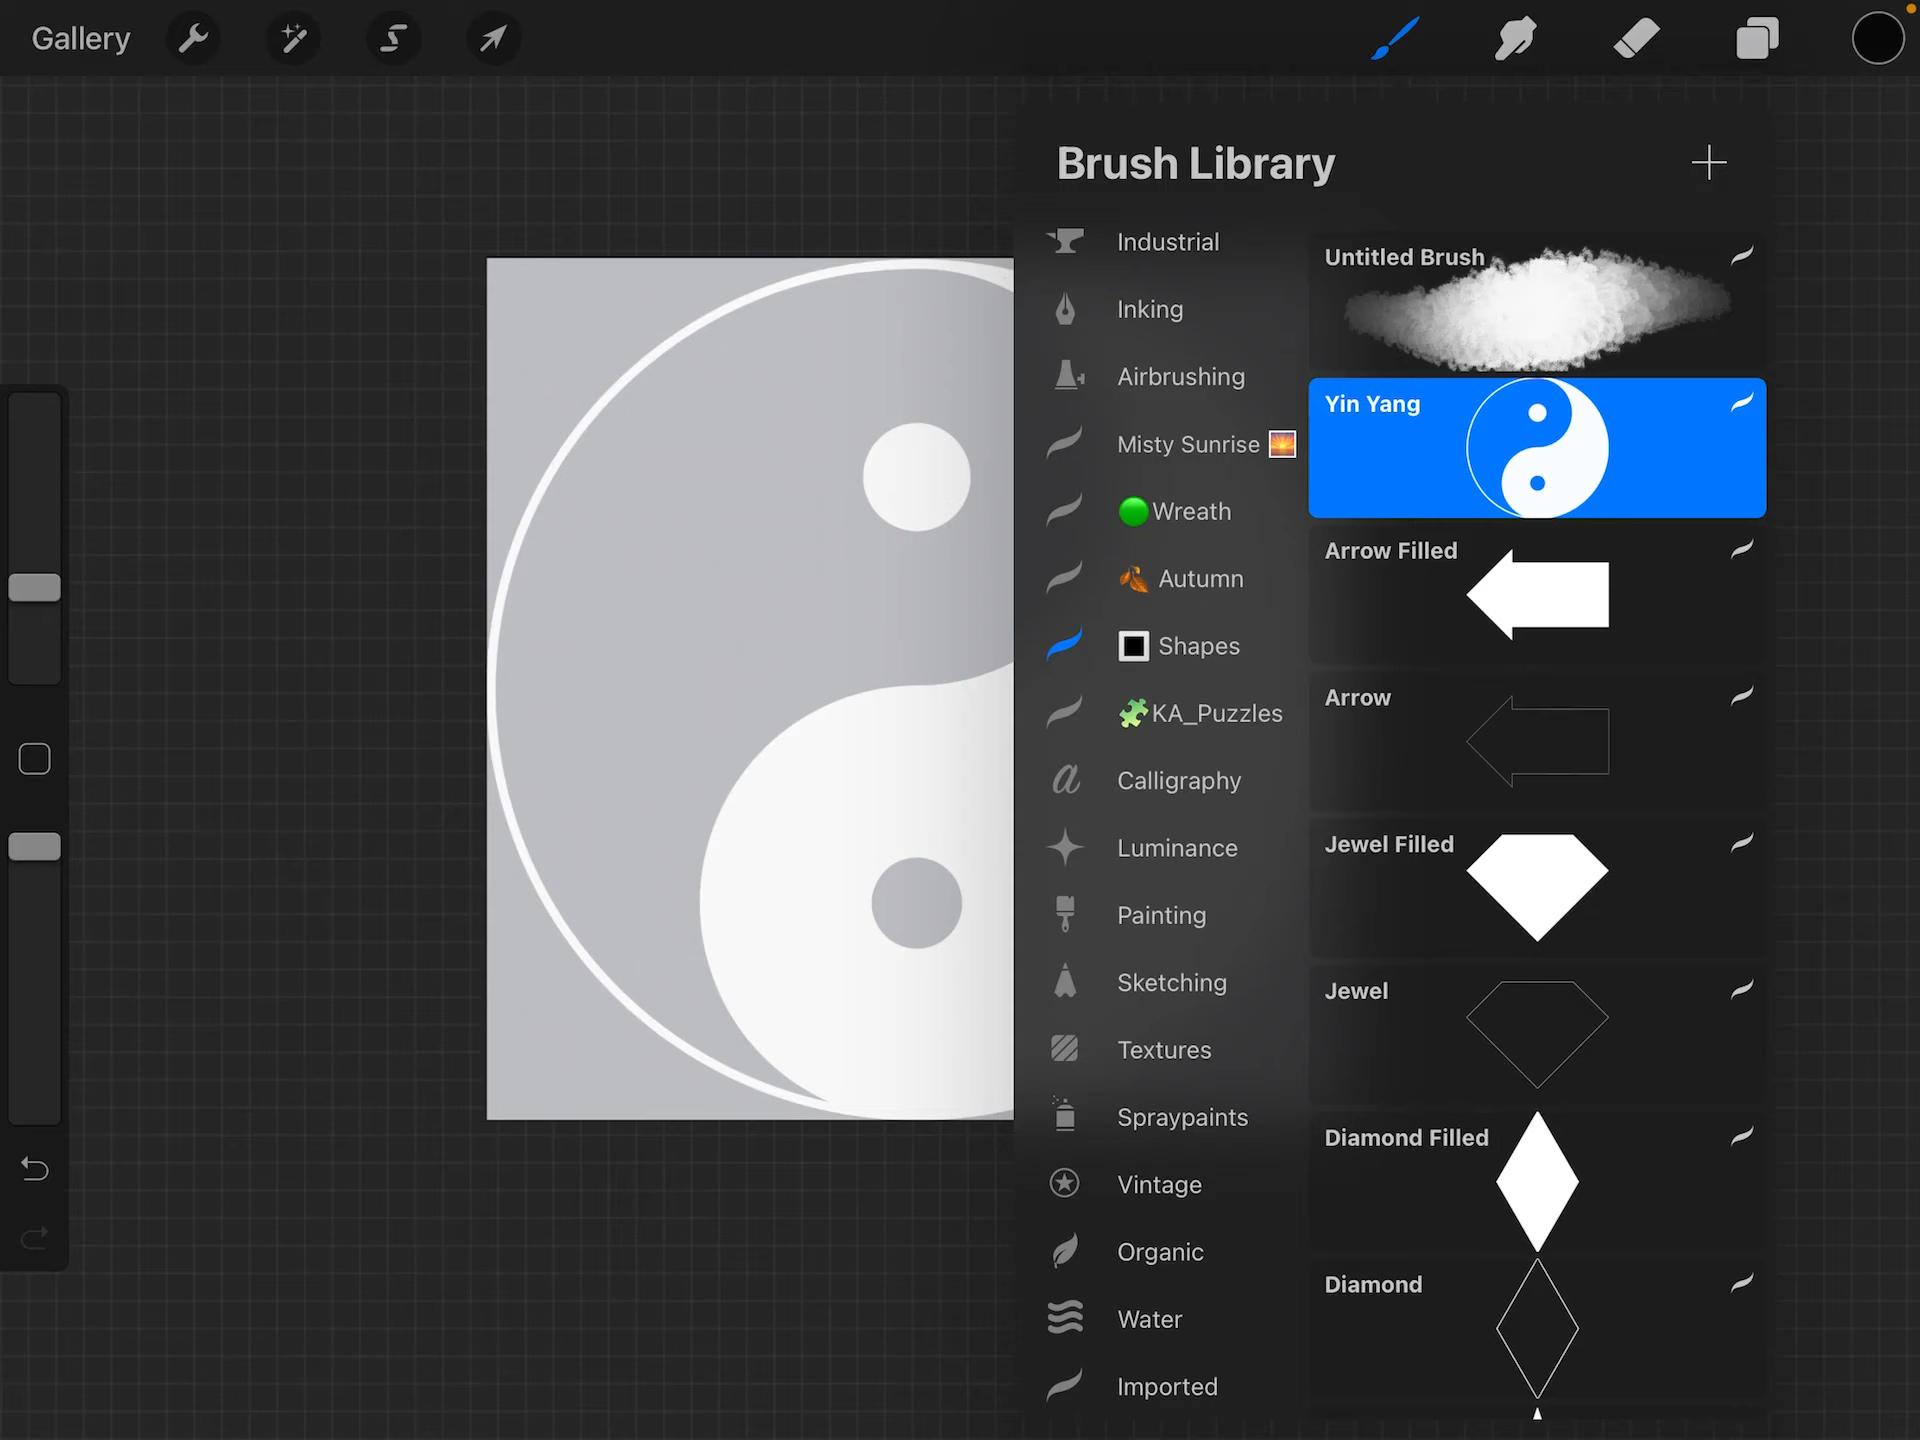 Gallery
Brush Library
Industrial
Inking
Airbrushing
Misty Sunrise
Wreath
Autumn
Shapes
KA_Puzzles
Calligraphy
Luminance
Painting
Sketching
Textures
Spraypaints
Vintage
Organic
Water
Imported
Untitled Brush
Yin Yang
Arrow Filled
Arrow
Jewel Filled
Jewel
Diamond Filled
Diamond